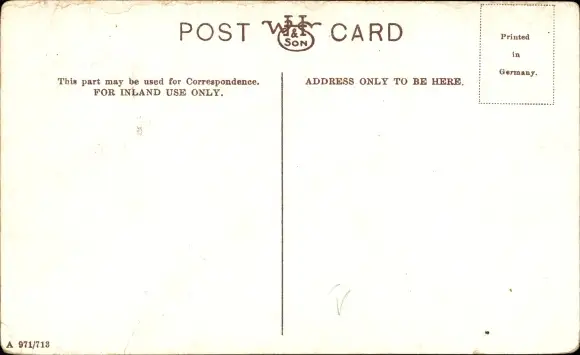 POST WHS & SON CARD
Printed
in
Germany.
This part may be used for Correspondence.
FOR INLAND USE ONLY.
ADDRESS ONLY TO BE HERE.
A 971/713